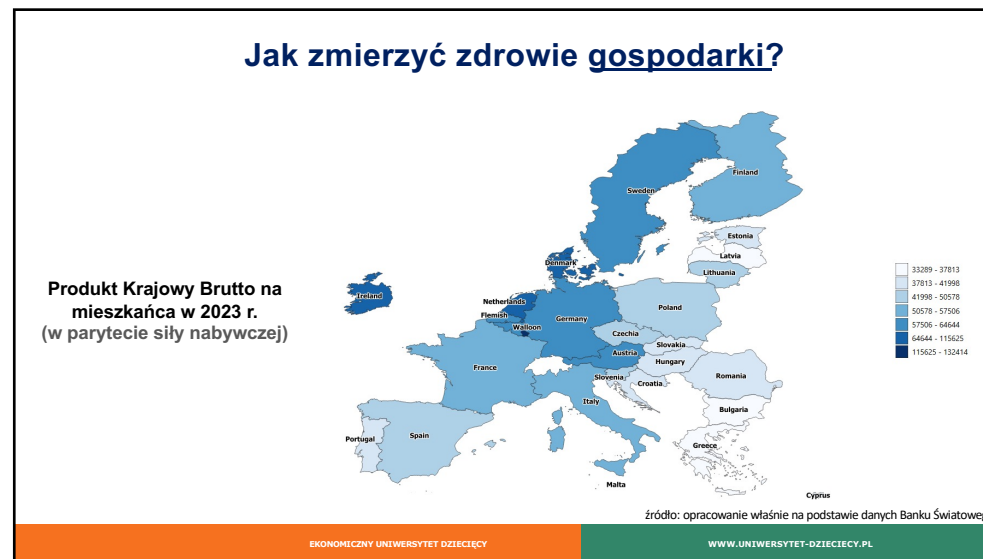 Jak zmierzyć zdrowie gospodarki?
Produkt Krajowy Brutto na
mieszkańca w 2023 r.
(w parytecie siły nabywczej)
Finland
Sweden
Estonia
Latvia
Denmark
Lithuania
Ireland
Netherlands
Poland
Flemish
Germany
Walloon
Czechia
Slovakia
Austria
Hungary
France
Slovenia
Romania
Croatia
Italy
Bulgaria
Portugal
Spain
Greece
Malta
Cyprus
33289 - 37813
37813 - 41998
41998 - 50578
50578 - 57506
57506 - 64644
64644 - 115625
115625 - 132414
źródło: opracowanie właśnie na podstawie danych Banku Światoweg
EKONOMICZNY UNIWERSYTET DZIECIĘCY
WWW.UNIWERSYTET-DZIECIECY.PL